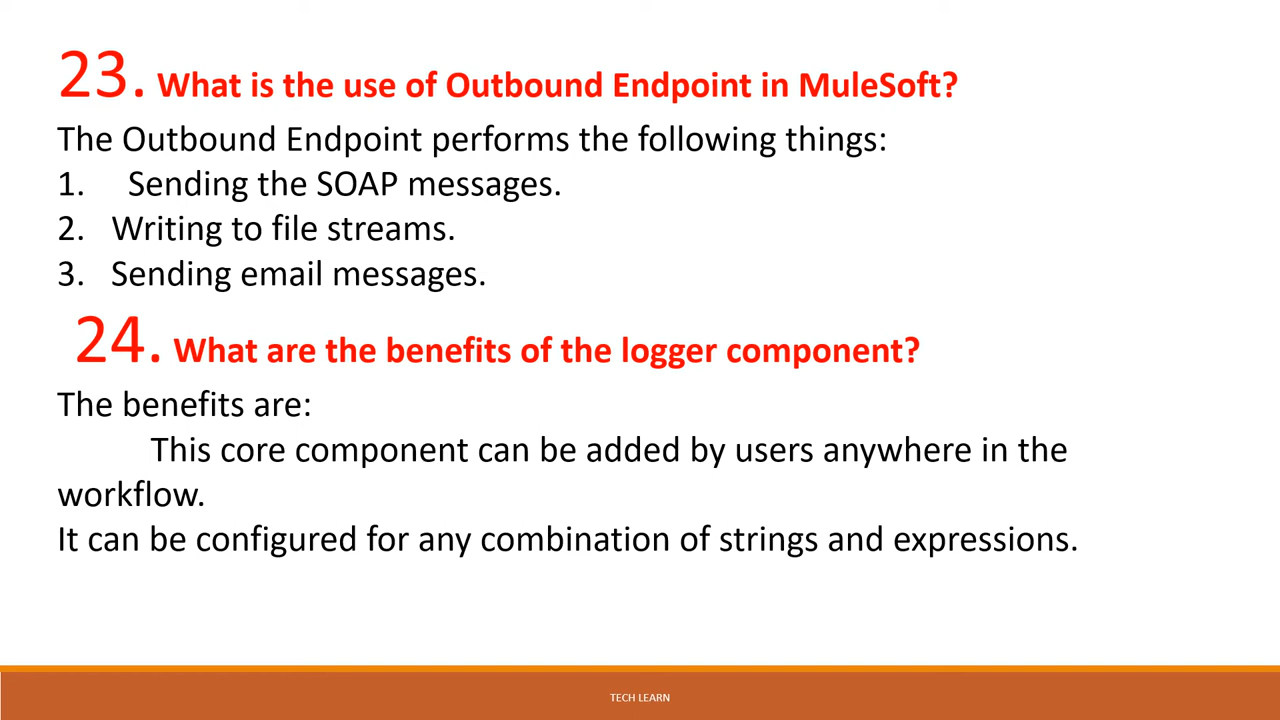 23. What is the use of Outbound Endpoint in MuleSoft?
The Outbound Endpoint performs the following things:
1. Sending the SOAP messages.
2. Writing to file streams.
3. Sending email messages.
24. What are the benefits of the logger component?
The benefits are:
This core component can be added by users anywhere in the
workflow.
It can be configured for any combination of strings and expressions.
TECH LEARN